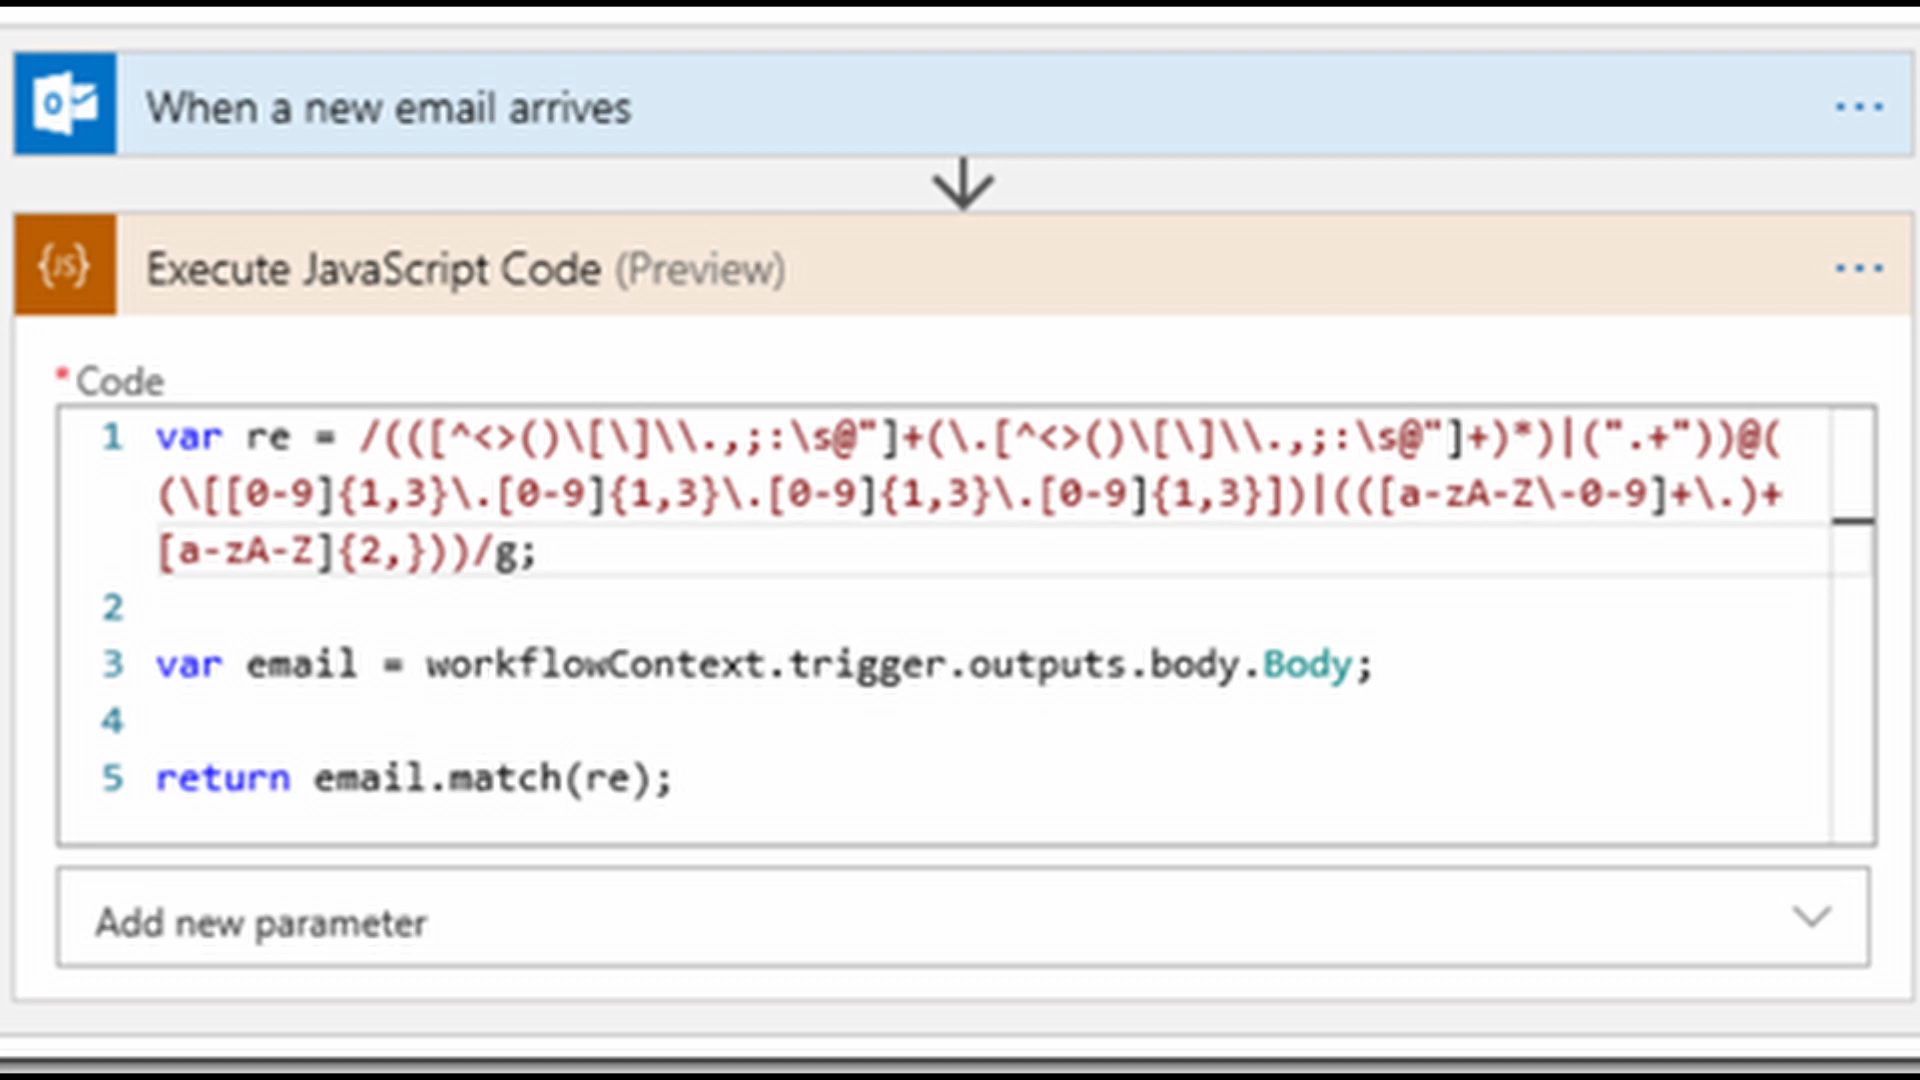 When a new email arrives
{JS}
Execute JavaScript Code (Preview)
* Code
1 var re = /(([^<>()\[\]\\.,;:\s@"]+(\.[^<>()\[\]\\.,;:\s@"]+)*)|(".+"))@(
(\[[0-9]{1,3}\.[0-9]{1,3}\.[0-9]{1,3}\.[0-9]{1,3}])|(([a-zA-Z\-0-9]+\.)+
[a-zA-Z]{2,}))/g;
2
3 var email = workflowContext.trigger.outputs.body.Body;
4
5 return email.match(re);
Add new parameter